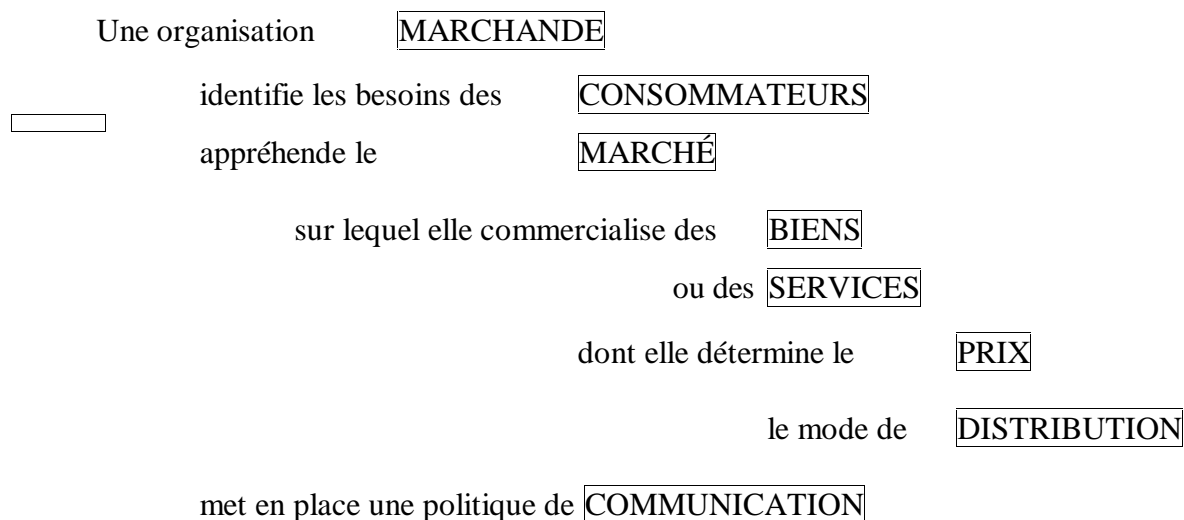 Une organisation MARCHANDE
identifie les besoins des CONSOMMATEURS
appréhende le MARCHÉ
sur lequel elle commercialise des BIENS
ou des SERVICES
dont elle détermine le PRIX
le mode de DISTRIBUTION
met en place une politique de COMMUNICATION